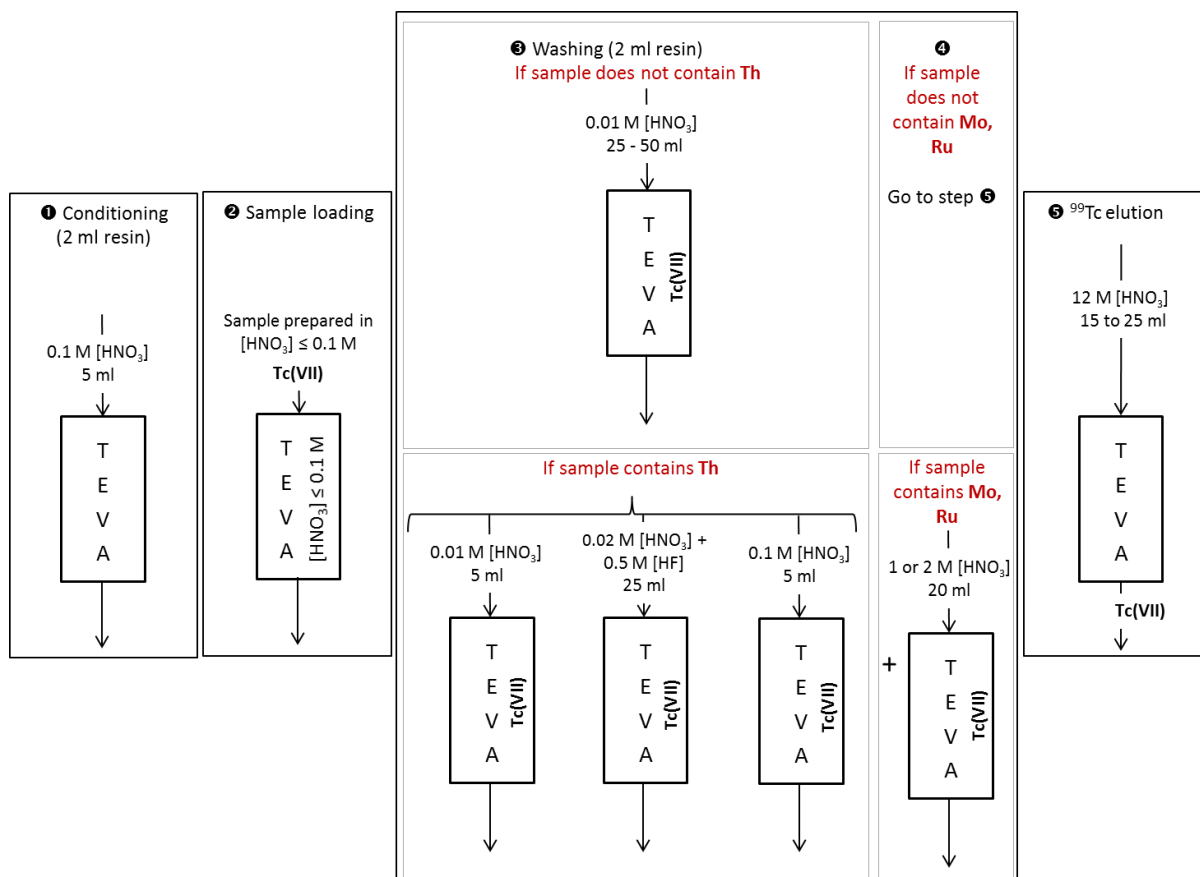 ❶ Conditioning
(2 ml resin)
0.1 M [HNO₃]
5 ml
T
E
V
A
❷ Sample loading
Sample prepared in
[HNO₃] ≤ 0.1 M
Tc(VII)
T
E
V
A
[HNO₃] ≤ 0.1 M
❸ Washing (2 ml resin)
If sample does not contain Th
0.01 M [HNO₃]
25 - 50 ml
T
E
V
A
Tc(VII)
If sample contains Th
0.01 M [HNO₃]
5 ml
T
E
V
A
Tc(VII)
0.02 M [HNO₃] +
0.5 M [HF]
25 ml
T
E
V
A
Tc(VII)
0.1 M [HNO₃]
5 ml
T
E
V
A
Tc(VII)
❹
If sample
does not
contain Mo,
Ru
Go to step ❺
If sample
contains Mo,
Ru
1 or 2 M [HNO₃]
20 ml
+
T
E
V
A
Tc(VII)
❺ ⁹⁹Tc elution
12 M [HNO₃]
15 to 25 ml
T
E
V
A
Tc(VII)